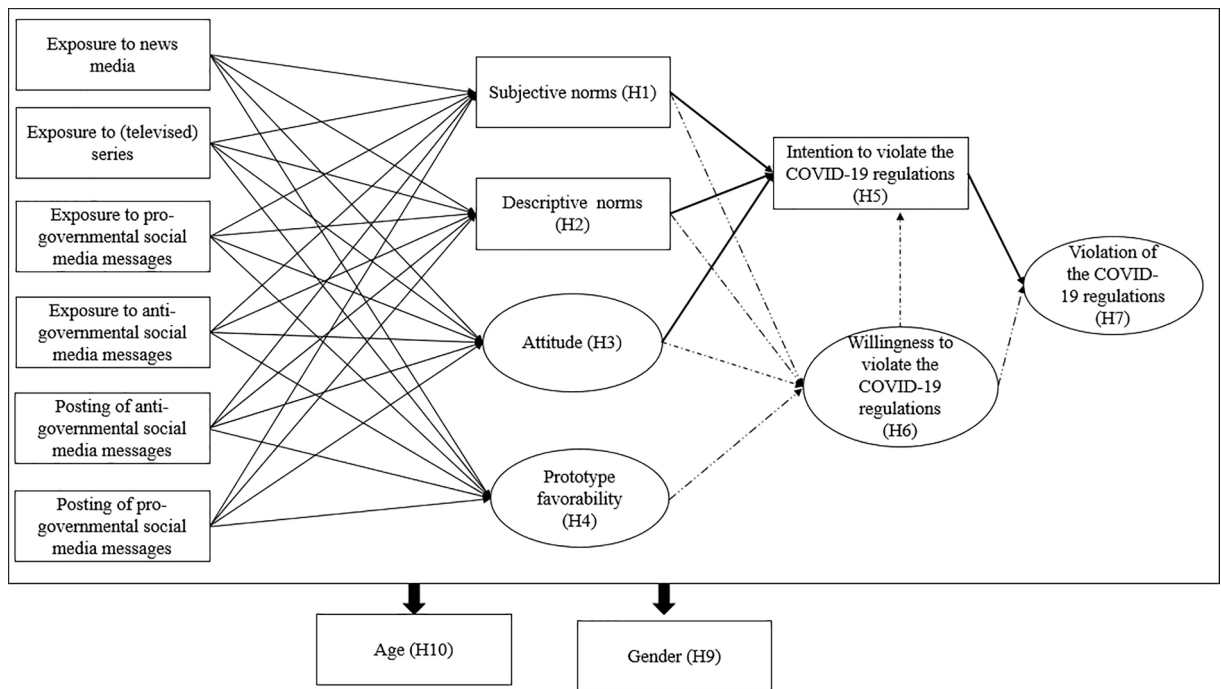 Exposure to news
media
Exposure to (televised)
series
Exposure to pro-
governmental social
media messages
Exposure to anti-
governmental social
media messages
Posting of anti-
governmental social
media messages
Posting of pro-
governmental social
media messages
Subjective norms (H1)
Descriptive norms
(H2)
Attitude (H3)
Prototype
favorability
(H4)
Intention to violate the
COVID-19 regulations
(H5)
Willingness to
violate the
COVID-19
regulations
(H6)
Violation of
the COVID-
19 regulations
(H7)
Age (H10)
Gender (H9)